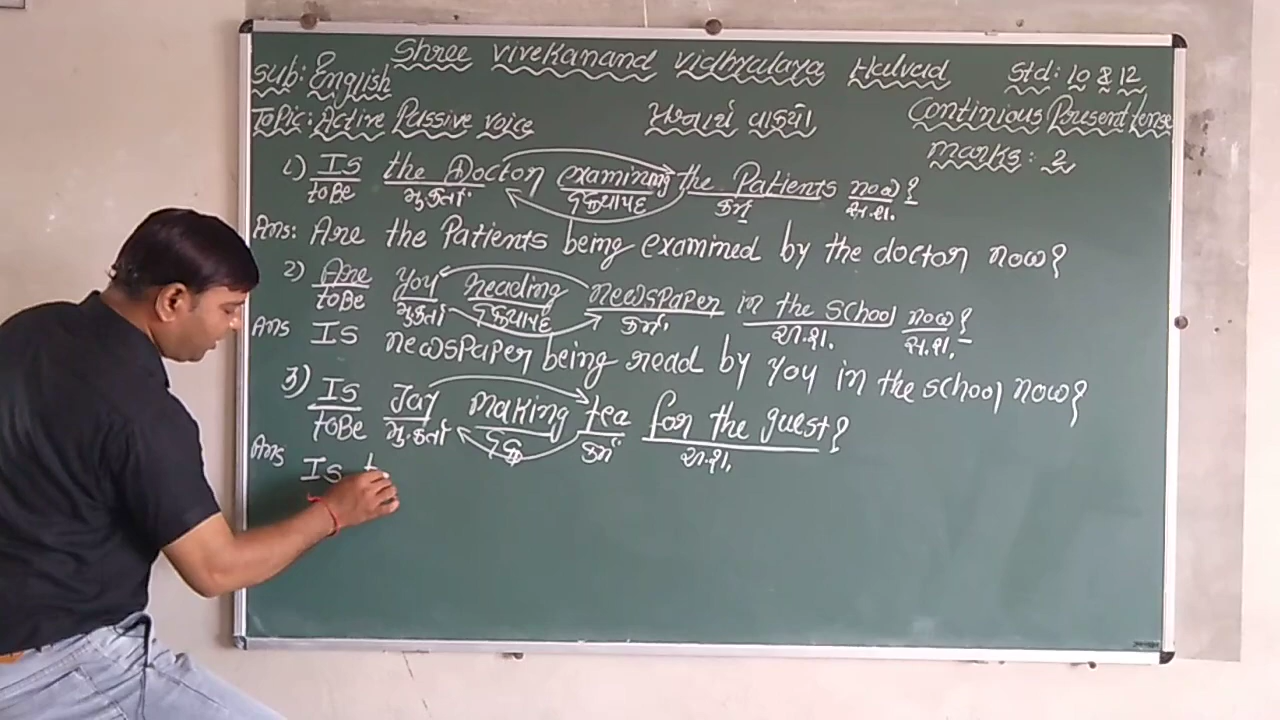 Shree Vivekanand Vidhyalaya Halvad
Sub: English
Std: 10 & 12
Topic: Active Passive voice
પ્રશ્નાર્થ વાક્યો
Continious Present tense
Marks: 2
1) Is the Doctor examining the Patients now?
toBe મુ.કર્તા ક્રિયાપદ કર્મ અ.શ.
Ans: Are the Patients being examined by the doctor now?
2) Are You Reading newspaper in the School now?
toBe મુ.કર્તા ક્રિયાપદ કર્મ અ.શ. અ.શ.
Ans Is newspaper being read by you in the school now?
3) Is Jay Making tea for the guest?
toBe મુ.કર્તા કર્મ અ.શ.
Ans Is t